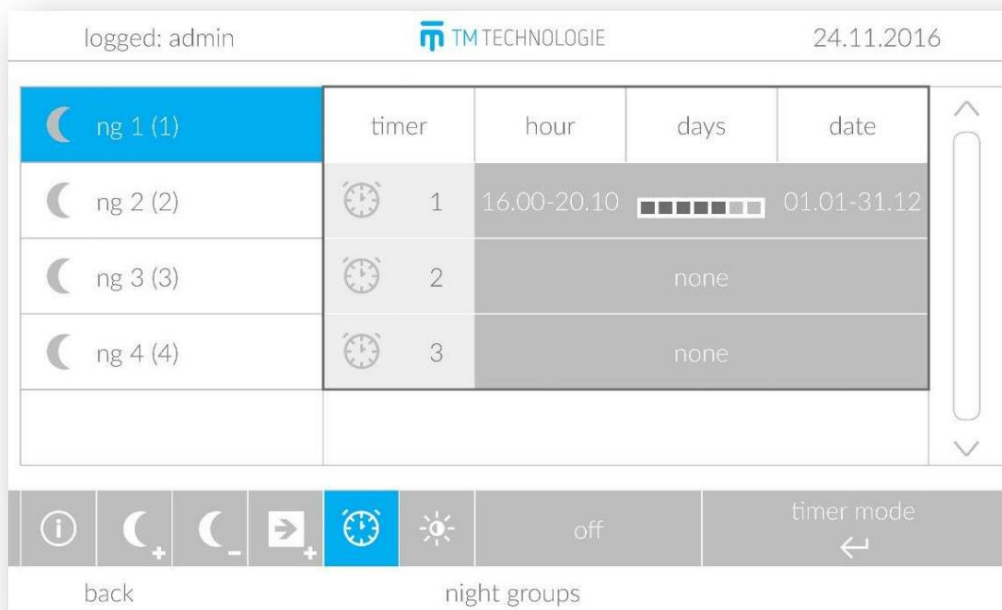 logged: admin TM TECHNOLOGIE 24.11.2016
ng 1 (1) timer hour days date
ng 2 (2) 1 16.00-20.10 01.01-31.12
ng 3 (3) 2 none
ng 4 (4) 3 none
off timer mode
back night groups